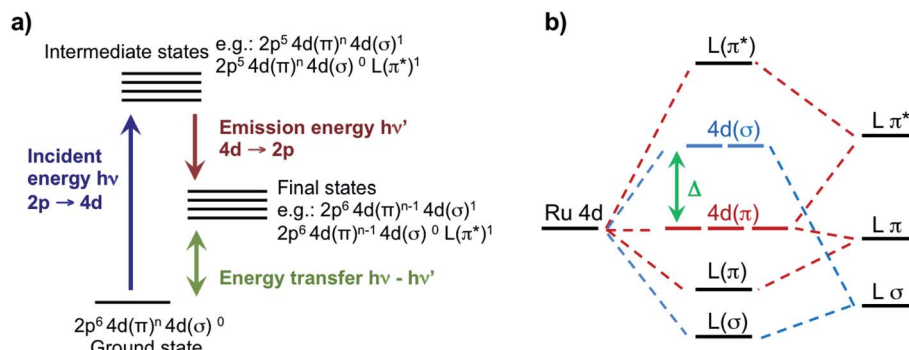 a)
Intermediate states
e.g.: 2p⁵ 4d(π)ⁿ 4d(σ)¹
2p⁵ 4d(π)ⁿ 4d(σ) ⁰ L(π*)¹
Incident
energy hν
2p → 4d
Emission energy hν'
4d → 2p
Final states
e.g.: 2p⁶ 4d(π)ⁿ⁻¹ 4d(σ)¹
2p⁶ 4d(π)ⁿ⁻¹ 4d(σ) ⁰ L(π*)¹
Energy transfer hν - hν'
2p⁶ 4d(π)ⁿ 4d(σ) ⁰
Ground state
b)
L(π*)
4d(σ)
L π*
Δ
Ru 4d
4d(π)
L π
L(π)
L σ
L(σ)